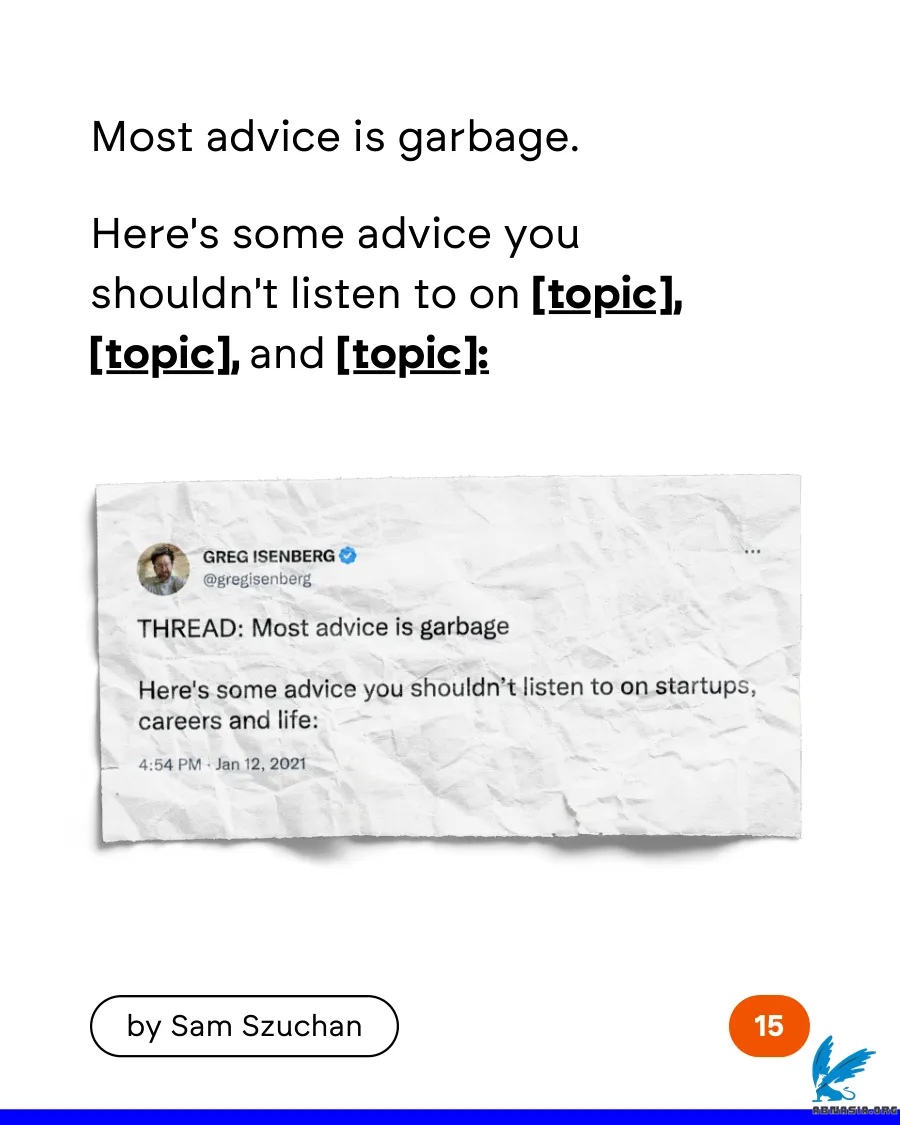 Most advice is garbage.
Here's some advice you
shouldn't listen to on [topic],
[topic], and [topic]:
GREG ISENBERG
@gregisenberg
THREAD: Most advice is garbage
Here's some advice you shouldn’t listen to on startups,
careers and life:
4:54 PM · Jan 12, 2021
by Sam Szuchan
15